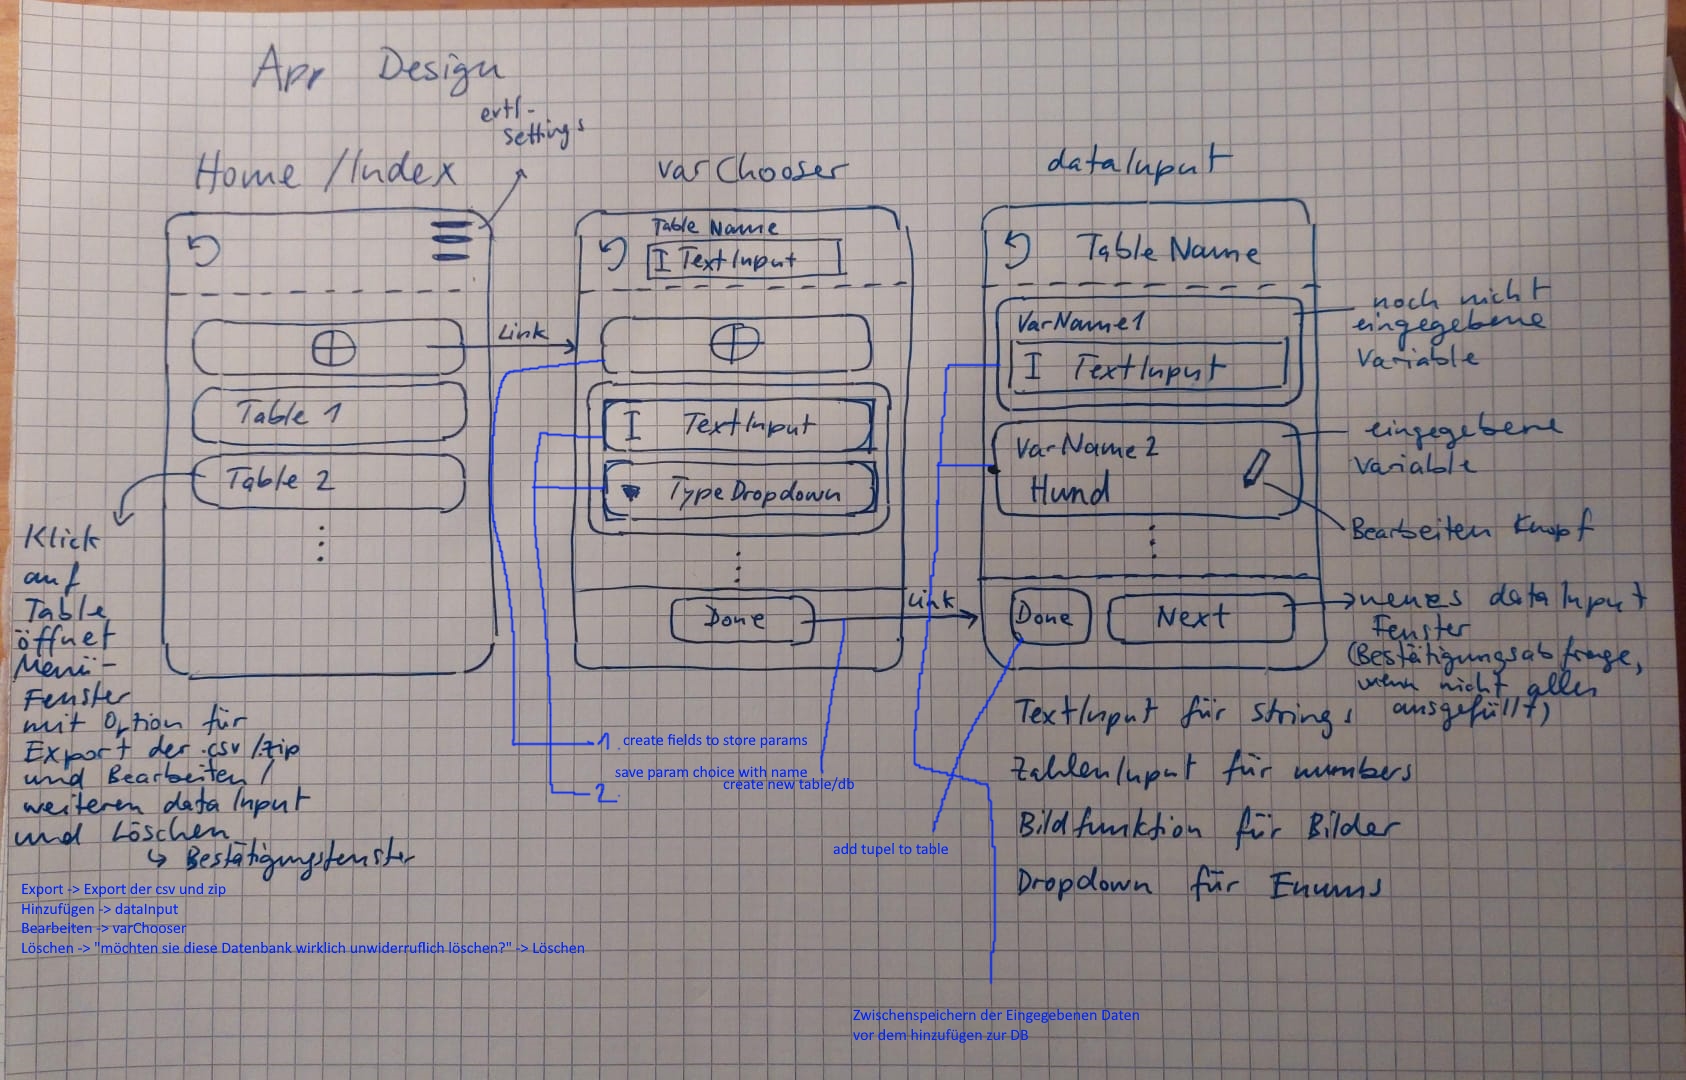 App Design
evtl-
settings
Home / Index
Table 1
Table 2
Klick
auf
Table
öffnet
Menü-
Fenster
mit Option für
Export der .csv /zip
und Bearbeiten /
weiteren data Input
und Löschen
↳ Bestätigungsfenster
Export -> Export der csv und zip
Hinzufügen -> dataInput
Bearbeiten -> varChooser
Löschen -> "möchten sie diese Datenbank wirklich unwiderruflich löschen?" -> Löschen
Link
varChooser
Table Name
I TextInput
I TextInput
TypeDropdown
Done
Link
1. create fields to store params
save param choice with name
create new table/db
2.
add tupel to table
dataInput
Table Name
VarName1
I TextInput
VarName2
Hund
Done
Next
noch nicht
eingegebene
Variable
eingegebene
Variable
Bearbeiten Knopf
neues dataInput
Fenster
(Bestätigungsabfrage,
wenn nicht alles
ausgefüllt)
TextInput für strings
ZahlenInput für numbers
Bildfunktion für Bilder
Dropdown für Enums
Zwischenspeichern der Eingegebenen Daten
vor dem hinzufügen zur DB